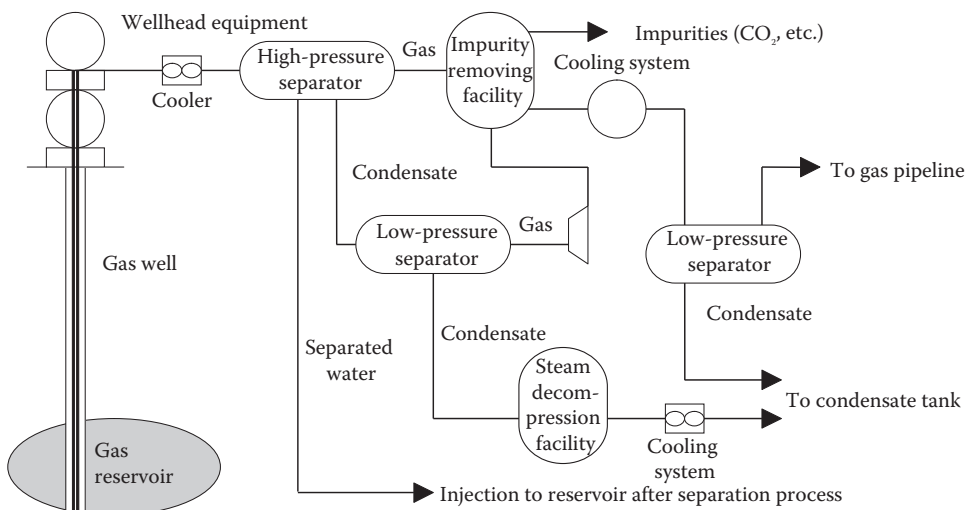 Wellhead equipment
Cooler
High-pressure
separator
Gas
Impurity
removing
facility
Impurities (CO₂, etc.)
Cooling system
To gas pipeline
Condensate
Low-pressure
separator
Gas
Low-pressure
separator
Gas well
Condensate
Condensate
Separated
water
Steam
decom-
pression
facility
To condensate tank
Cooling
system
Gas
reservoir
Injection to reservoir after separation process